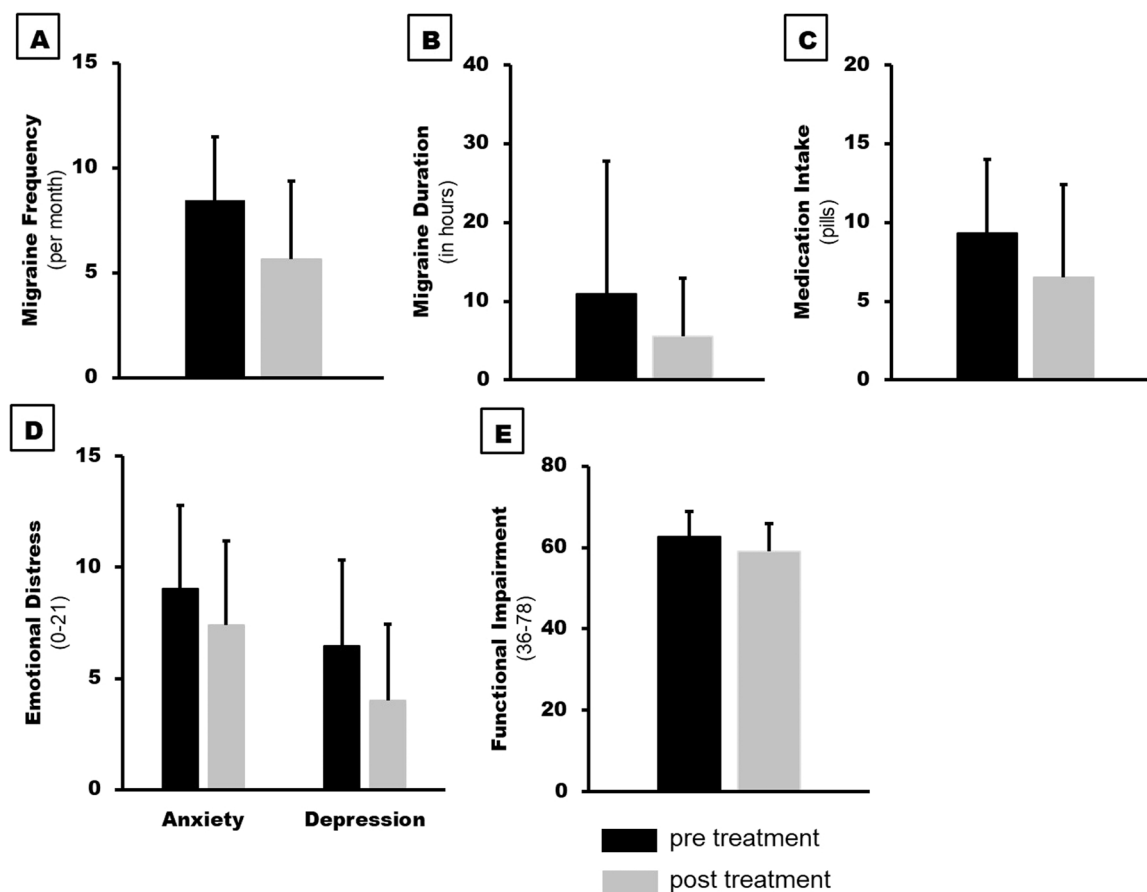 A
Migraine Frequency
(per month)
15
10
5
0
B
Migraine Duration
(in hours)
40
30
20
10
0
C
Medication Intake
(pills)
20
15
10
5
0
D
Emotional Distress
(0-21)
15
10
5
0
Anxiety
Depression
E
Functional Impairment
(36-78)
80
60
40
20
0
pre treatment
post treatment